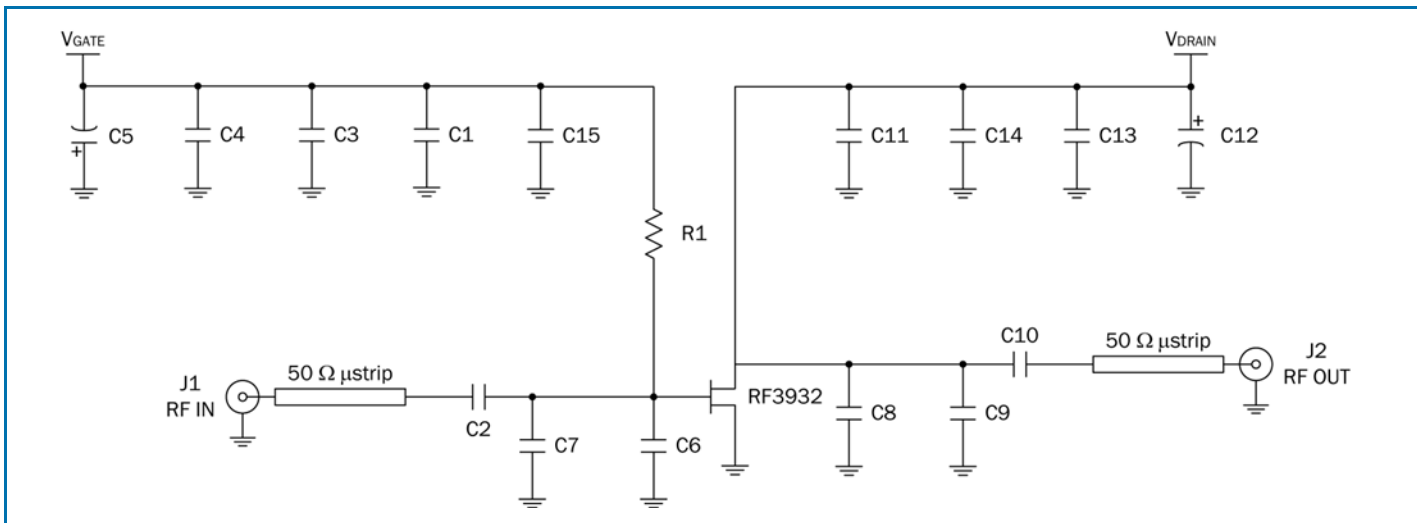 VGATE
VDRAIN
C5
+
C4
C3
C1
C15
C11
C14
C13
+
C12
R1
C10
50 Ω μstrip
J2
RF OUT
50 Ω μstrip
J1
RF IN
C2
RF3932
C7
C6
C8
C9